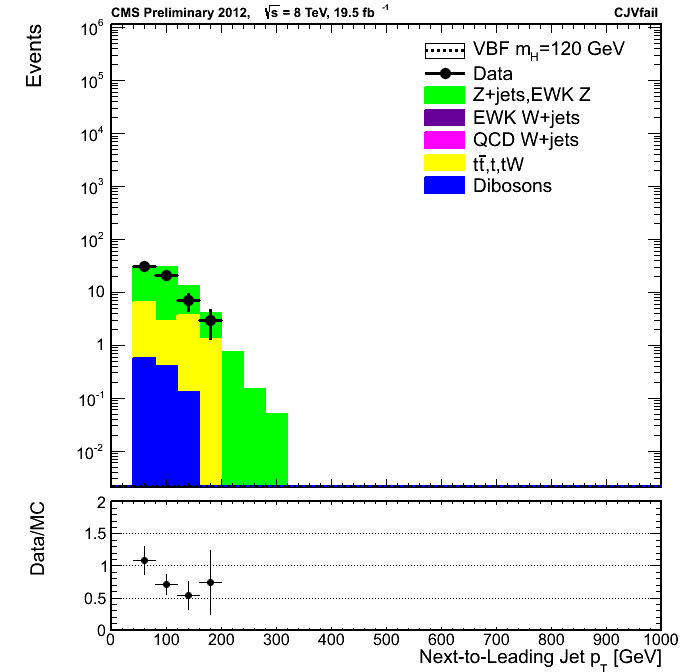 CMS Preliminary 2012, √s = 8 TeV, 19.5 fb⁻¹ CJVfail
Events
10⁶
10⁵
10⁴
10³
10²
10
1
10⁻¹
10⁻²
VBF m_H=120 GeV
Data
Z+jets,EWK Z
EWK W+jets
QCD W+jets
tt̄,t,tW
Dibosons
Data/MC
2
1.5
1
0.5
0
0 100 200 300 400 500 600 700 800 900 1000
Next-to-Leading Jet p_T [GeV]